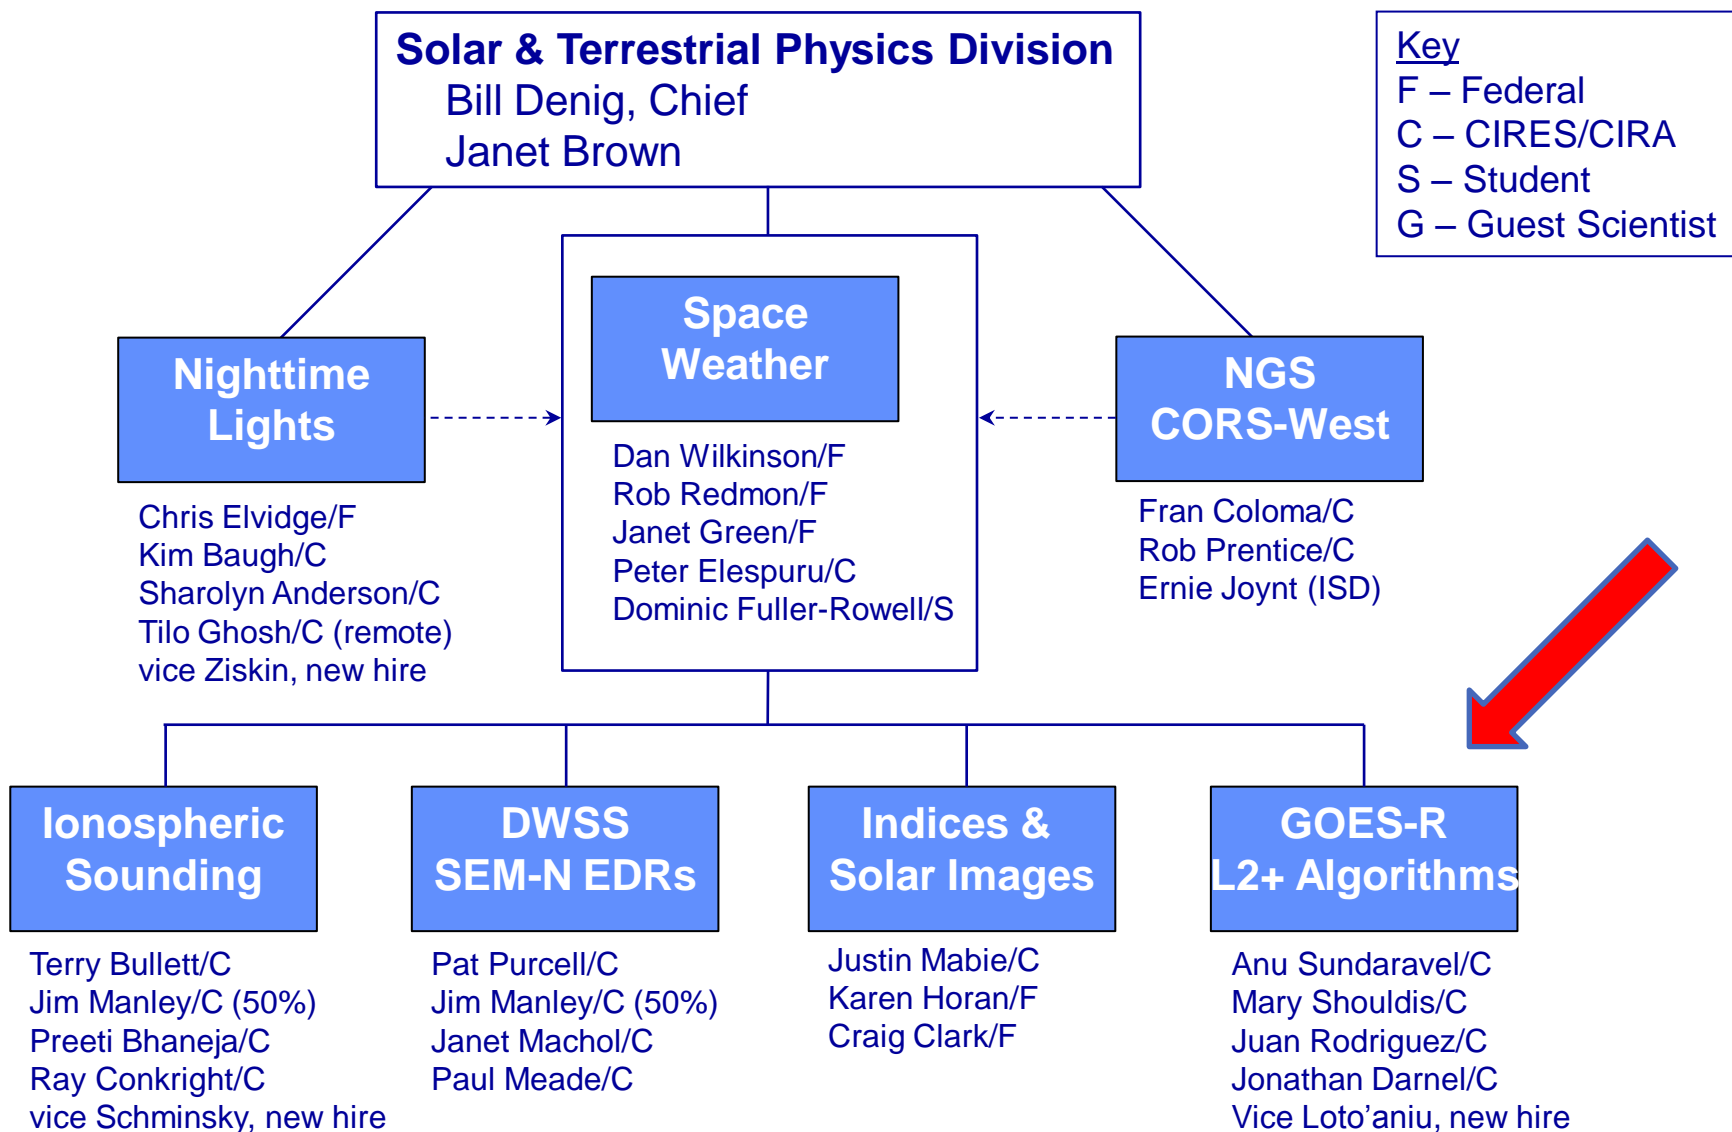 Solar & Terrestrial Physics Division
Bill Denig, Chief
Janet Brown
Key
F – Federal
C – CIRES/CIRA
S – Student
G – Guest Scientist
Nighttime
Lights
Chris Elvidge/F
Kim Baugh/C
Sharolyn Anderson/C
Tilo Ghosh/C (remote)
vice Ziskin, new hire
Space
Weather
Dan Wilkinson/F
Rob Redmon/F
Janet Green/F
Peter Elespuru/C
Dominic Fuller-Rowell/S
NGS
CORS-West
Fran Coloma/C
Rob Prentice/C
Ernie Joynt (ISD)
Ionospheric
Sounding
Terry Bullett/C
Jim Manley/C (50%)
Preeti Bhaneja/C
Ray Conkright/C
vice Schminsky, new hire
DWSS
SEM-N EDRs
Pat Purcell/C
Jim Manley/C (50%)
Janet Machol/C
Paul Meade/C
Indices &
Solar Images
Justin Mabie/C
Karen Horan/F
Craig Clark/F
GOES-R
L2+ Algorithms
Anu Sundaravel/C
Mary Shouldis/C
Juan Rodriguez/C
Jonathan Darnel/C
Vice Loto’aniu, new hire